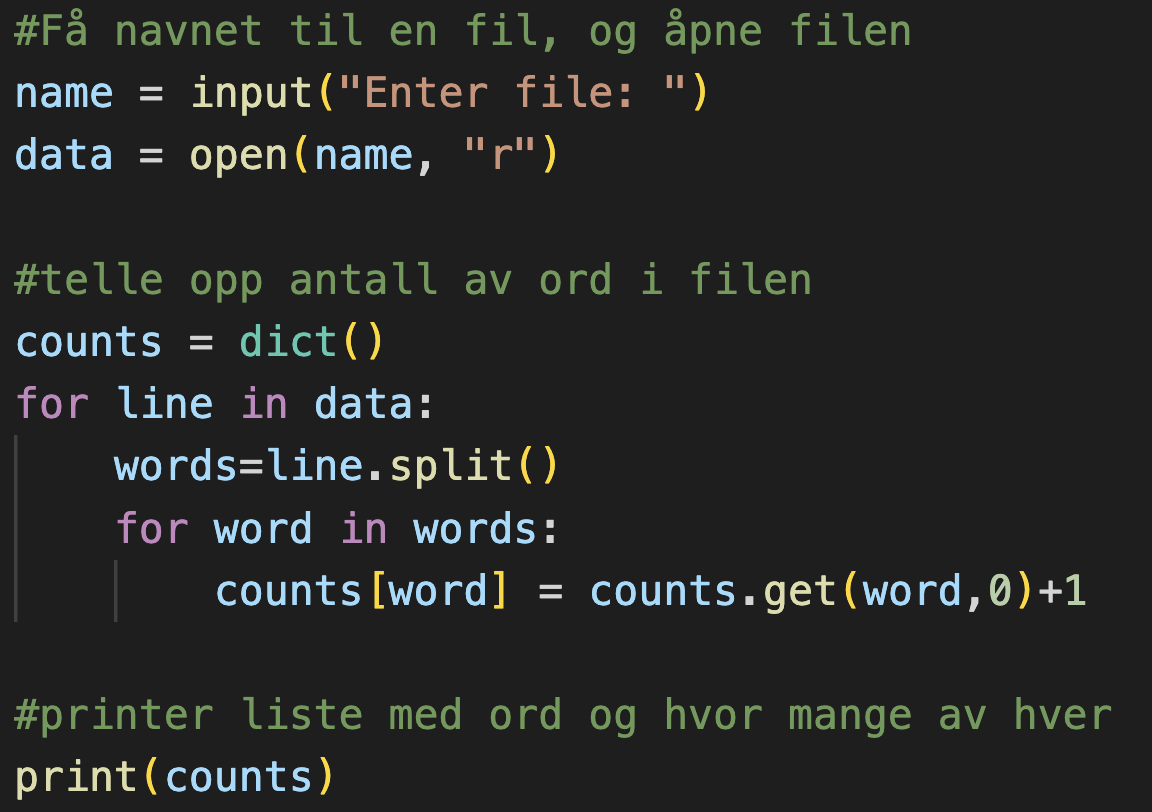 #Få navnet til en fil, og åpne filen
name = input("Enter file: ")
data = open(name, "r")
#telle opp antall av ord i filen
counts = dict()
for line in data:
    words=line.split()
    for word in words:
        counts[word] = counts.get(word,0)+1
#printer liste med ord og hvor mange av hver
print(counts)